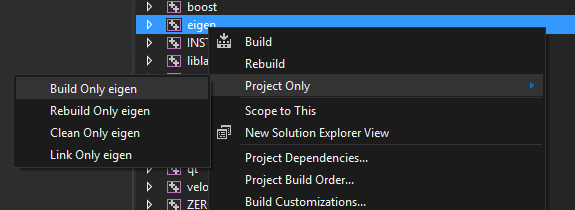 boost
eigen
INST
libla
Build
Rebuild
Project Only
Scope to This
New Solution Explorer View
Project Dependencies...
Project Build Order...
Build Customizations...
Build Only eigen
Rebuild Only eigen
Clean Only eigen
Link Only eigen
qt
velo
ZER